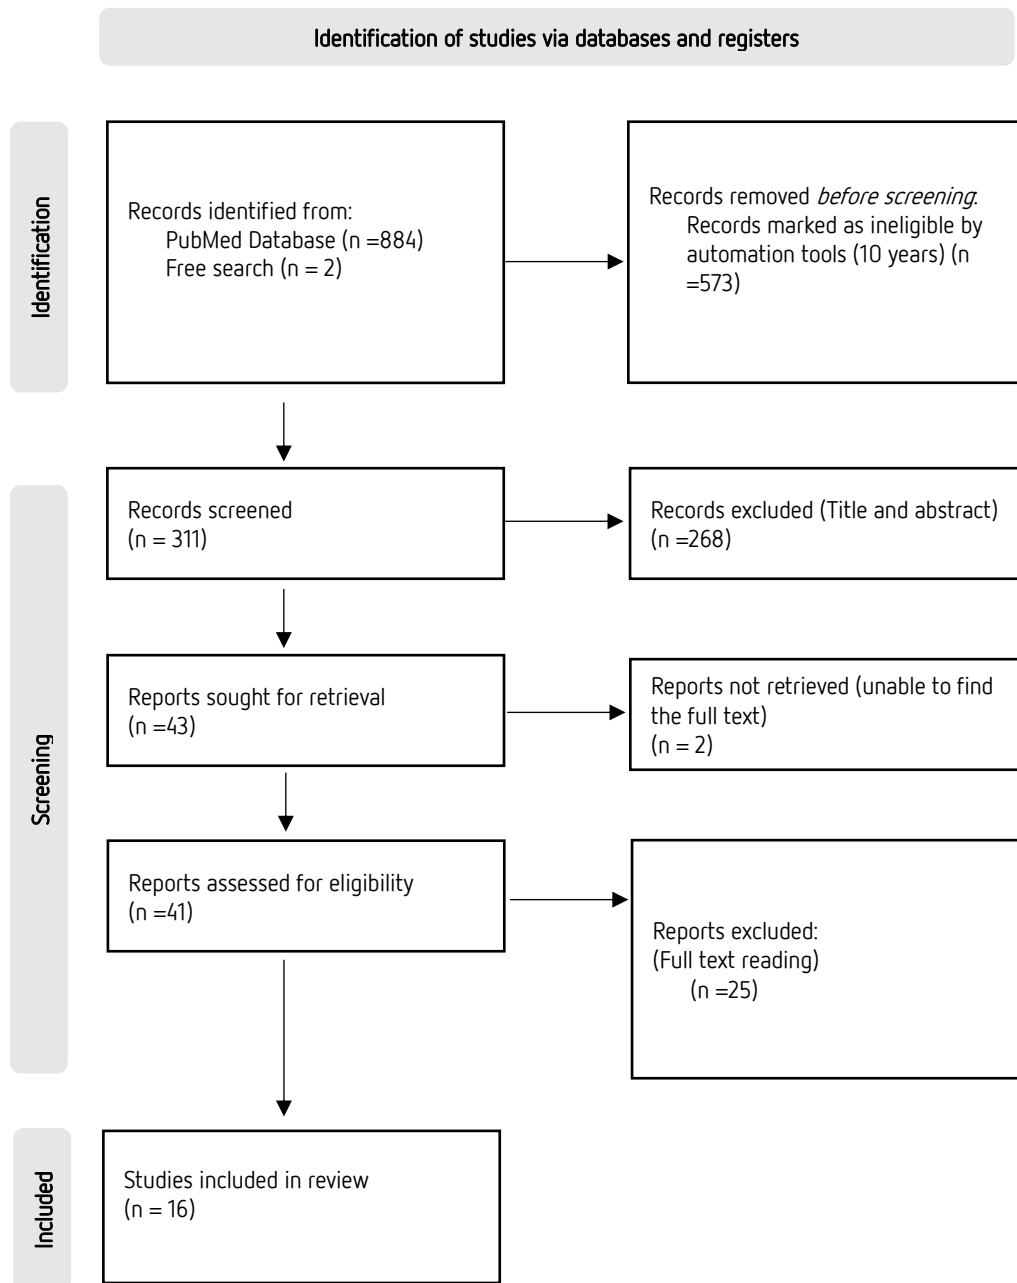 Identification of studies via databases and registers
Identification
Records identified from:
PubMed Database (n =884)
Free search (n = 2)
Records removed before screening:
Records marked as ineligible by
automation tools (10 years) (n
=573)
Screening
Records screened
(n = 311)
Records excluded (Title and abstract)
(n =268)
Reports sought for retrieval
(n =43)
Reports not retrieved (unable to find
the full text)
(n = 2)
Reports assessed for eligibility
(n =41)
Reports excluded:
(Full text reading)
(n =25)
Included
Studies included in review
(n = 16)